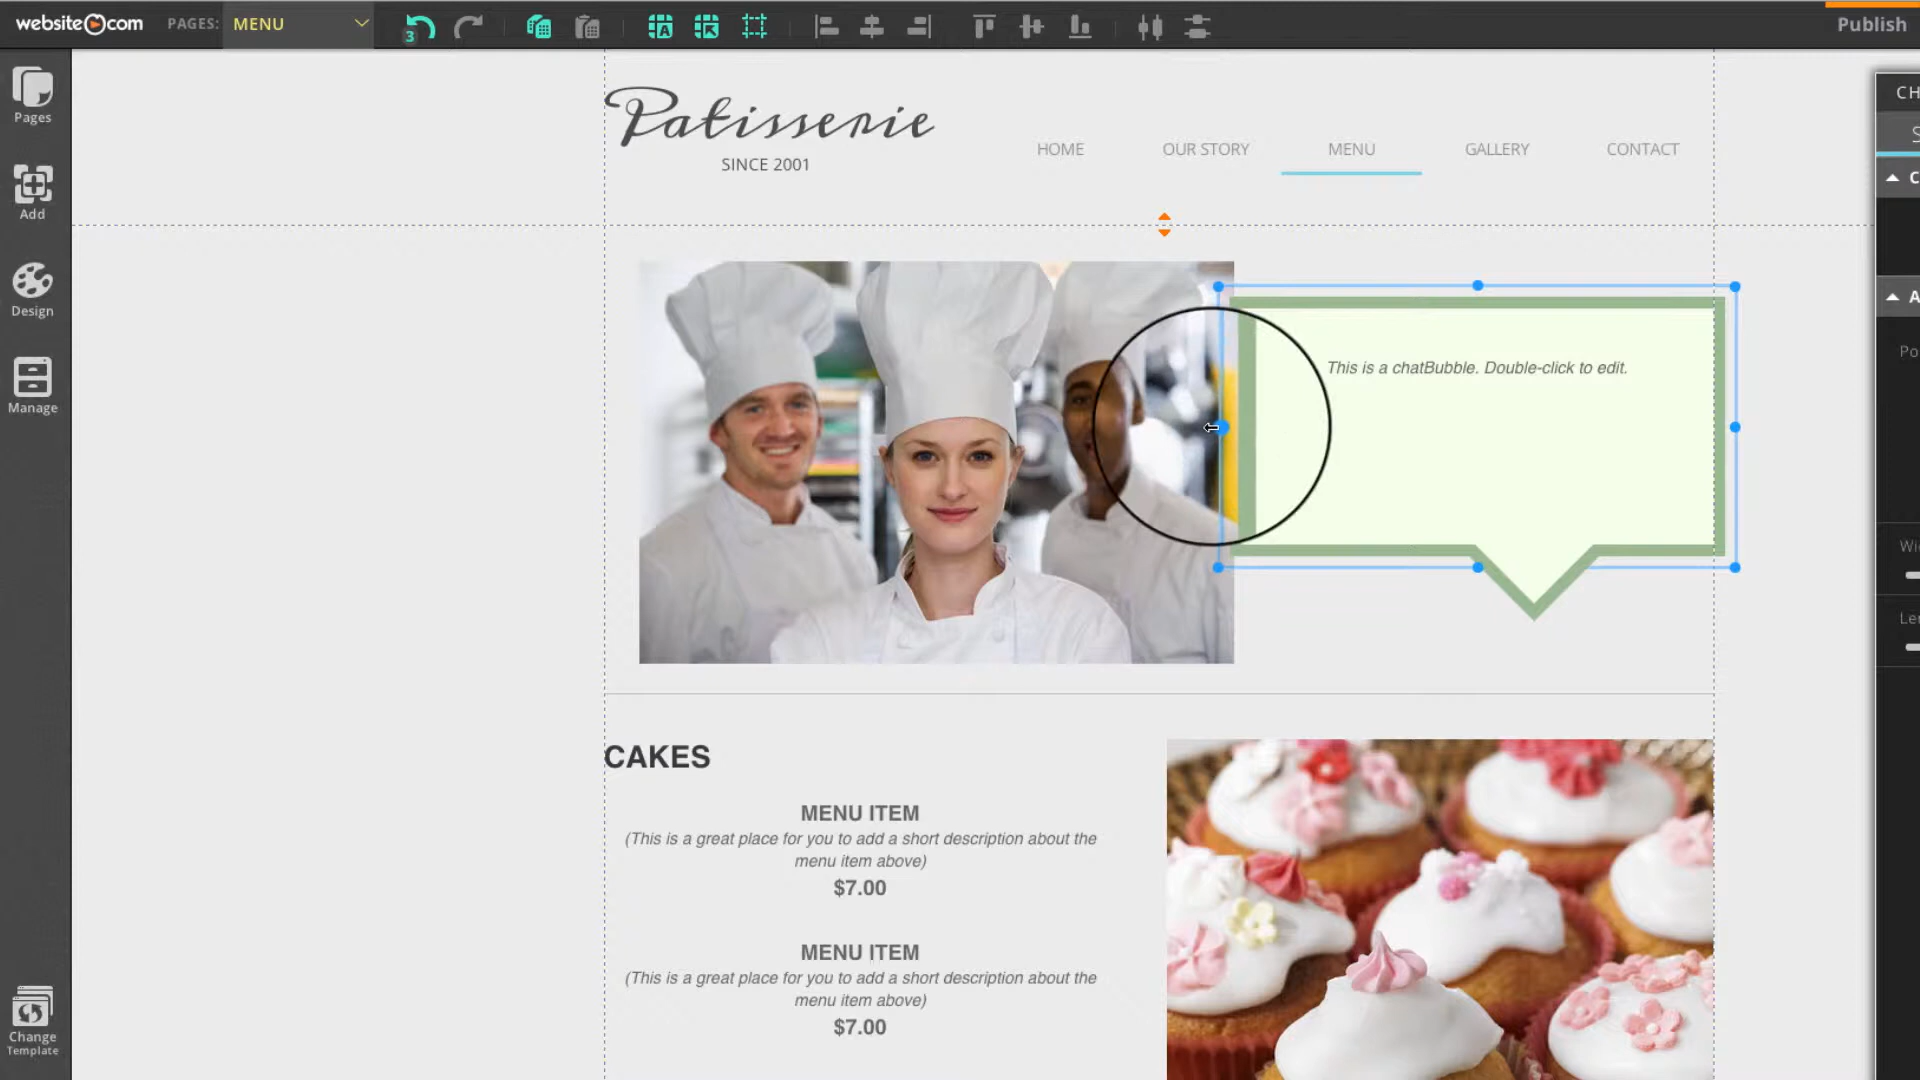 website.com PAGES: MENU 3 Publish
Pages
Add
Design
Manage
Change
Template
Patisserie
SINCE 2001
HOME OUR STORY MENU GALLERY CONTACT
This is a chatBubble. Double-click to edit.
CAKES
MENU ITEM
(This is a great place for you to add a short description about the
menu item above)
$7.00
MENU ITEM
(This is a great place for you to add a short description about the
menu item above)
$7.00